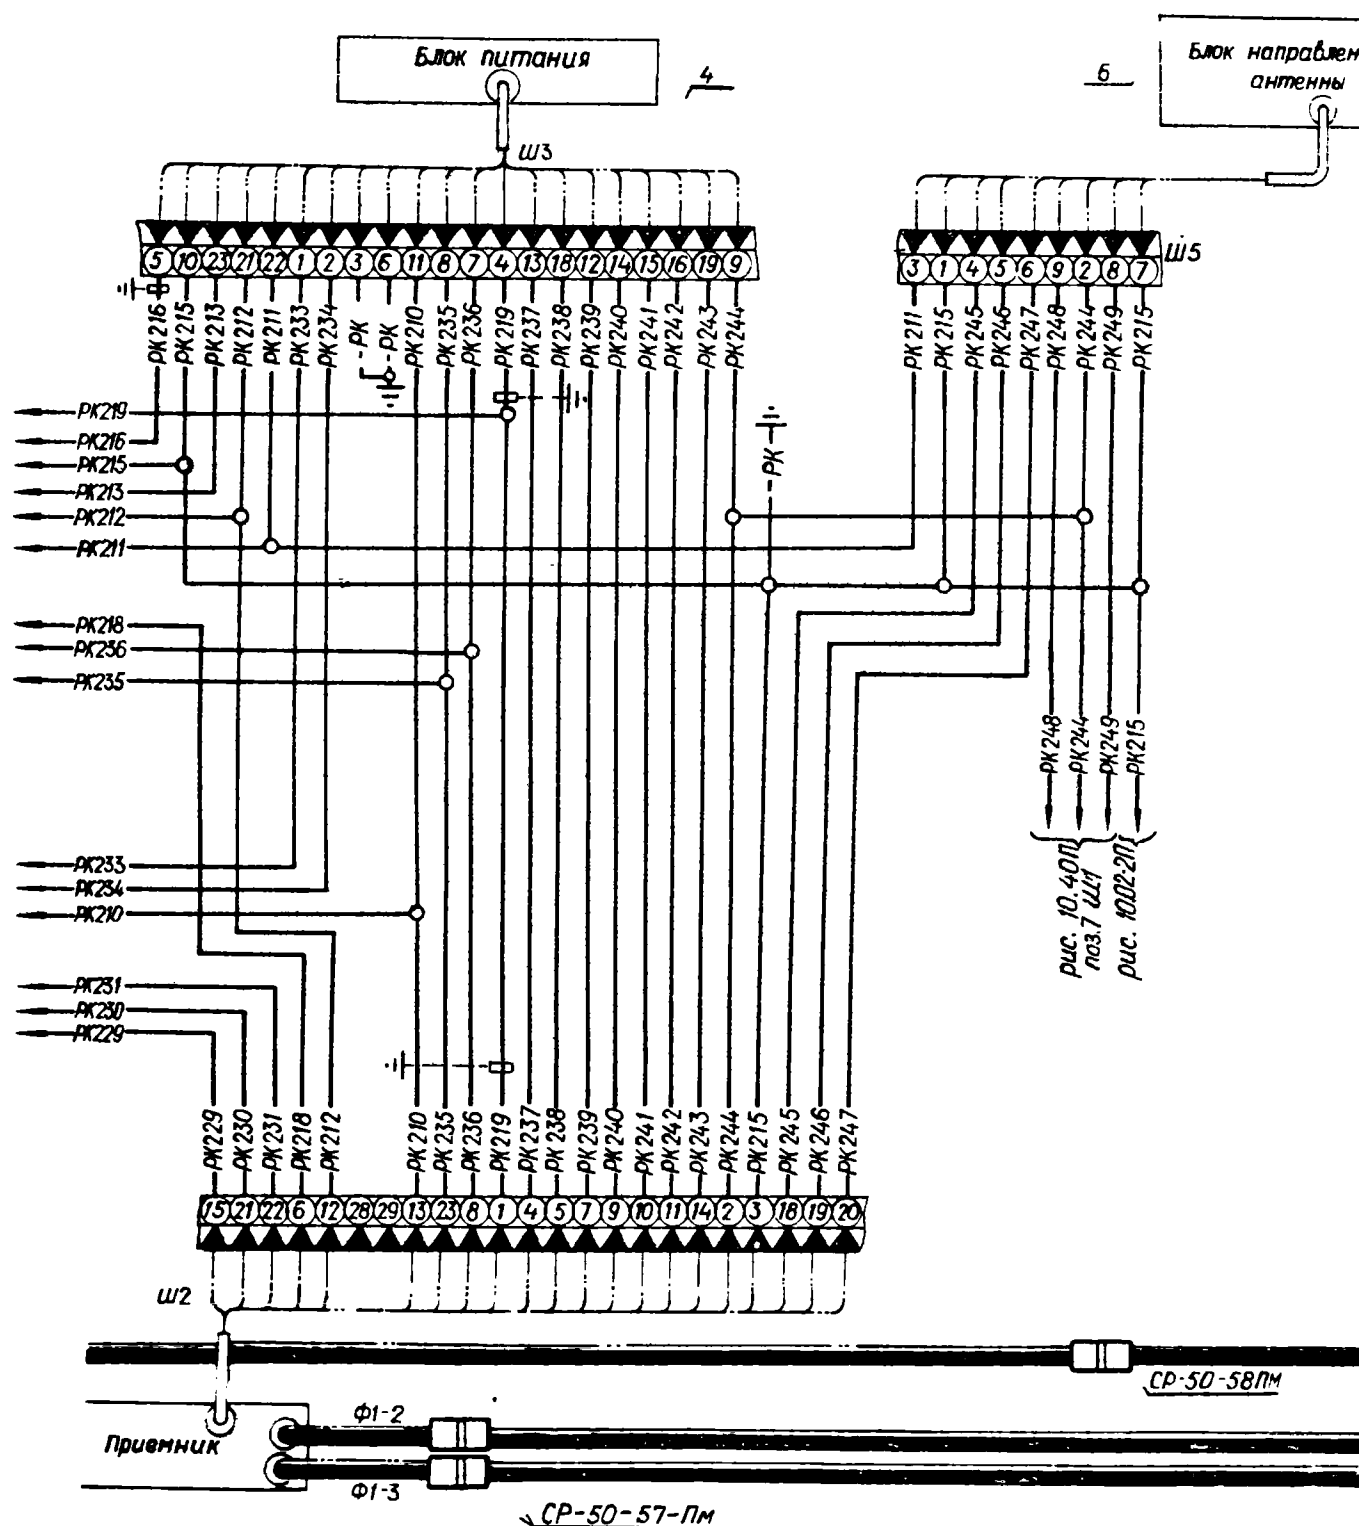 Блок питания
4
6
Блок направлен
антенны
Ш3
Ш5
5 10 23 21 22 1 2 3 6 11 8 7 4 13 18 12 14 15 16 19 9
3 1 4 5 6 9 2 8 7
РК216 РК215 РК213 РК212 РК211 РК233 РК234 -РК -РК РК210 РК235 РК236 РК219 РК237 РК238 РК239 РК240 РК241 РК242 РК243 РК244
РК211 РК215 РК245 РК246 РК247 РК248 РК244 РК249 РК215
РК219
РК216
РК215
РК213
РК212
РК211
-РК
РК218
РК236
РК235
РК248 РК244 РК249 РК215
рис. 10.40П
поз.7 Ш1
рис. 10.02-2П
РК233
РК234
РК210
РК231
РК230
РК229
РК229 РК230 РК231 РК218 РК212 РК210 РК235 РК236 РК219 РК237 РК238 РК239 РК240 РК241 РК242 РК243 РК244 РК215 РК245 РК246 РК247
15 21 22 6 12 28 29 13 23 8 1 4 5 7 9 10 11 14 2 3 18 19 20
Ш2
СР-50-58Пм
Приемник
Ф1-2
Ф1-3
СР-50-57-Пм